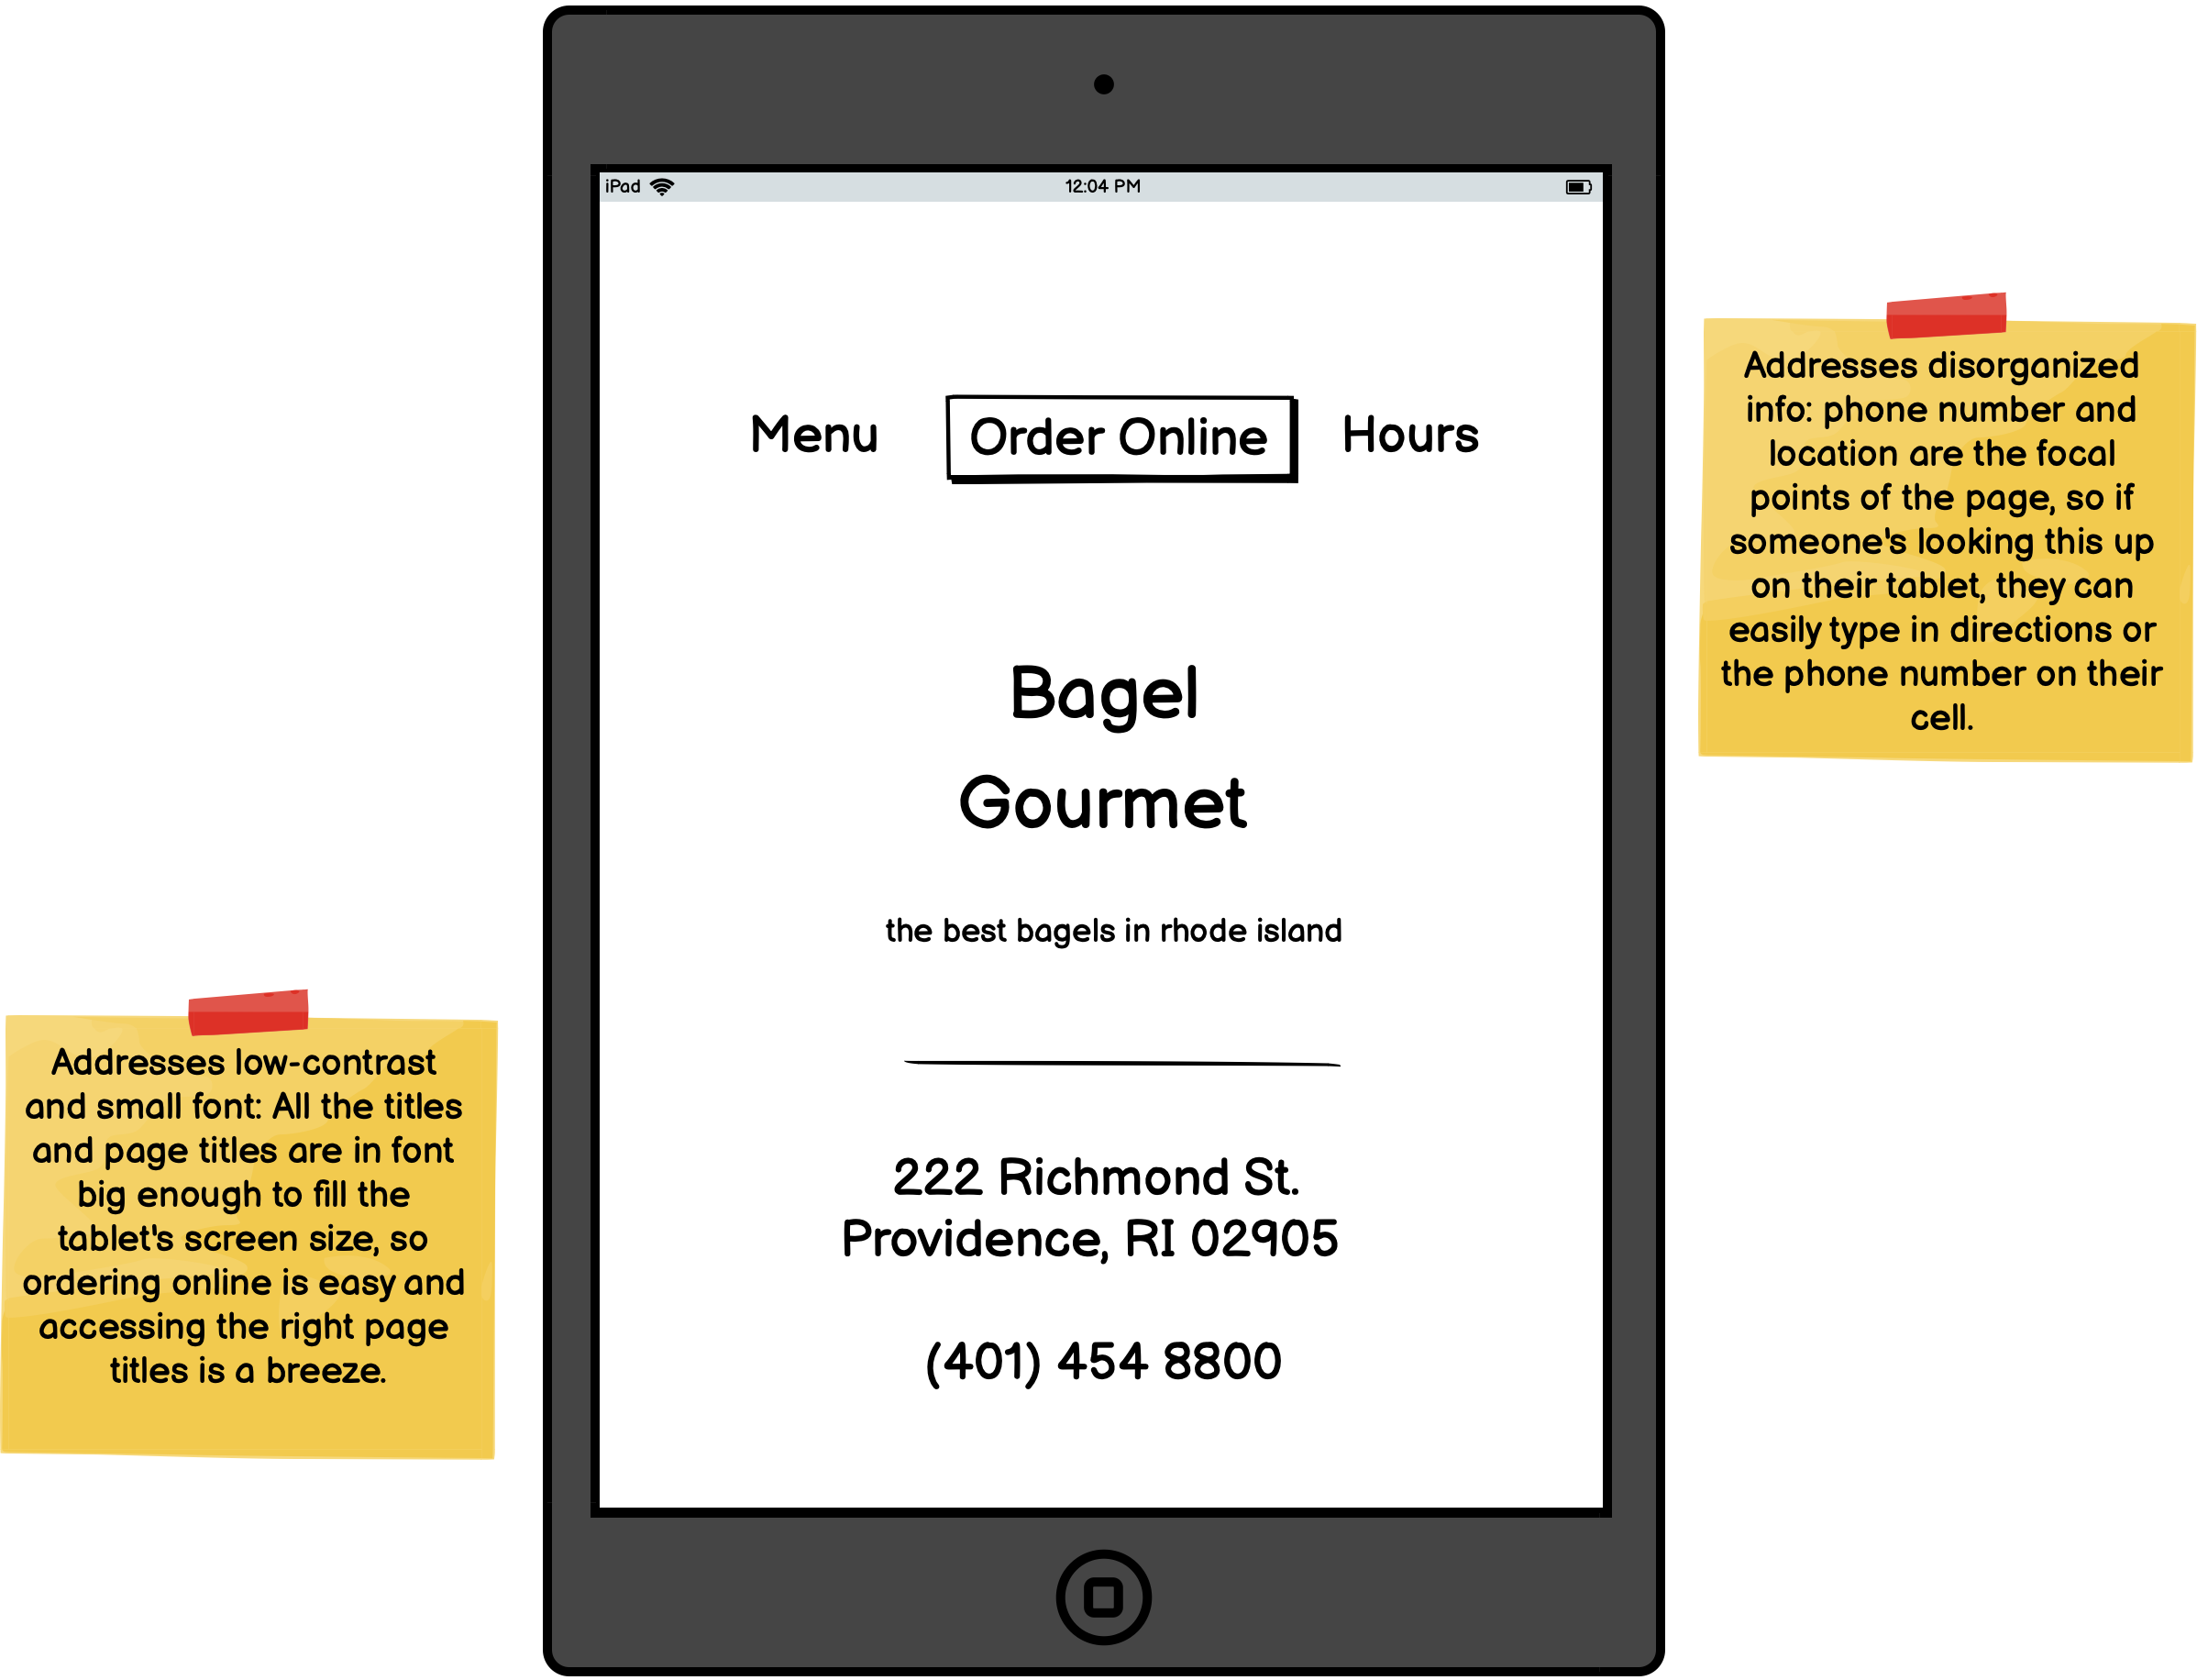 iPad 12:04 PM
Menu Order Online Hours
Bagel
Gourmet
the best bagels in rhode island
222 Richmond St.
Providence, RI 02905
(401) 454 8800
Addresses disorganized
info: phone number and
location are the focal
points of the page, so if
someone's looking this up
on their tablet, they can
easily type in directions or
the phone number on their
cell.
Addresses low-contrast
and small font: All the titles
and page titles are in font
big enough to fill the
tablet's screen size, so
ordering online is easy and
accessing the right page
titles is a breeze.